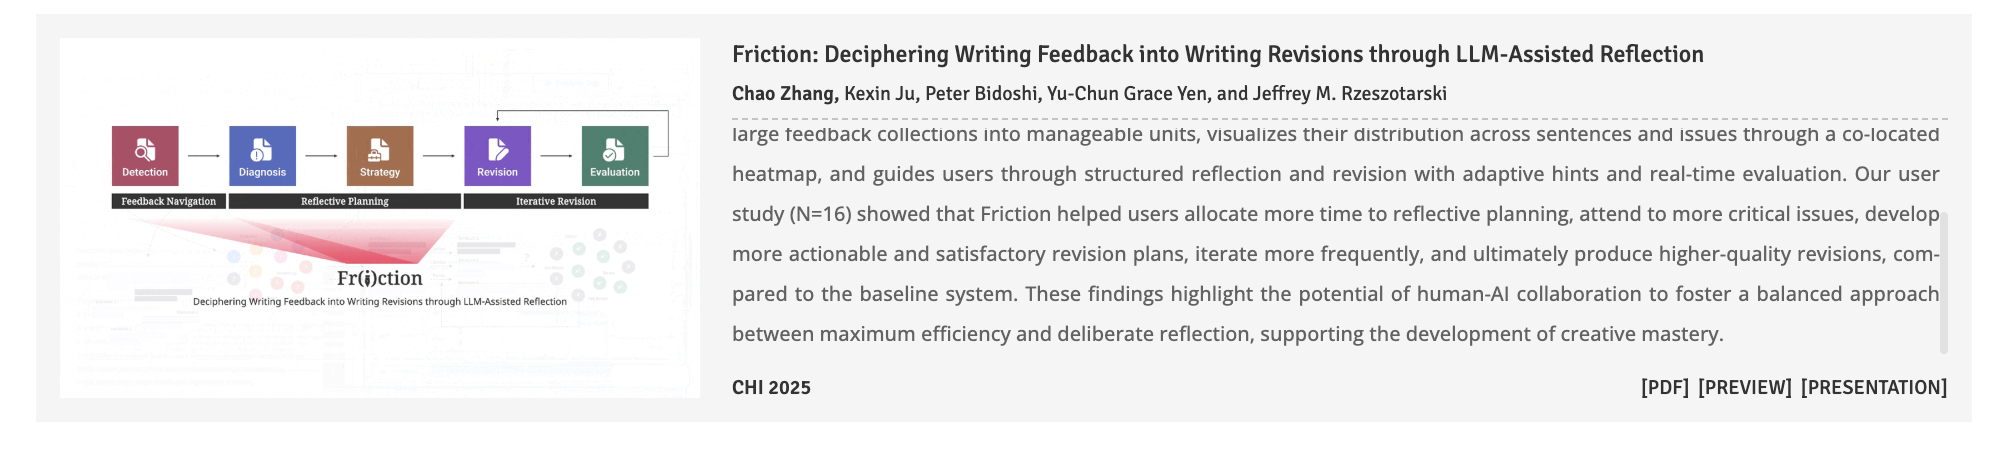 Friction: Deciphering Writing Feedback into Writing Revisions through LLM-Assisted Reflection
Chao Zhang, Kexin Ju, Peter Bidoshi, Yu-Chun Grace Yen, and Jeffrey M. Rzeszotarski
large feedback collections into manageable units, visualizes their distribution across sentences and issues through a co-located
heatmap, and guides users through structured reflection and revision with adaptive hints and real-time evaluation. Our user
study (N=16) showed that Friction helped users allocate more time to reflective planning, attend to more critical issues, develop
more actionable and satisfactory revision plans, iterate more frequently, and ultimately produce higher-quality revisions, com-
pared to the baseline system. These findings highlight the potential of human-AI collaboration to foster a balanced approach
between maximum efficiency and deliberate reflection, supporting the development of creative mastery.
CHI 2025
[PDF] [PREVIEW] [PRESENTATION]
Detection
Diagnosis
Strategy
Revision
Evaluation
Feedback Navigation
Reflective Planning
Iterative Revision
Fr(i)ction
Deciphering Writing Feedback into Writing Revisions through LLM-Assisted Reflection